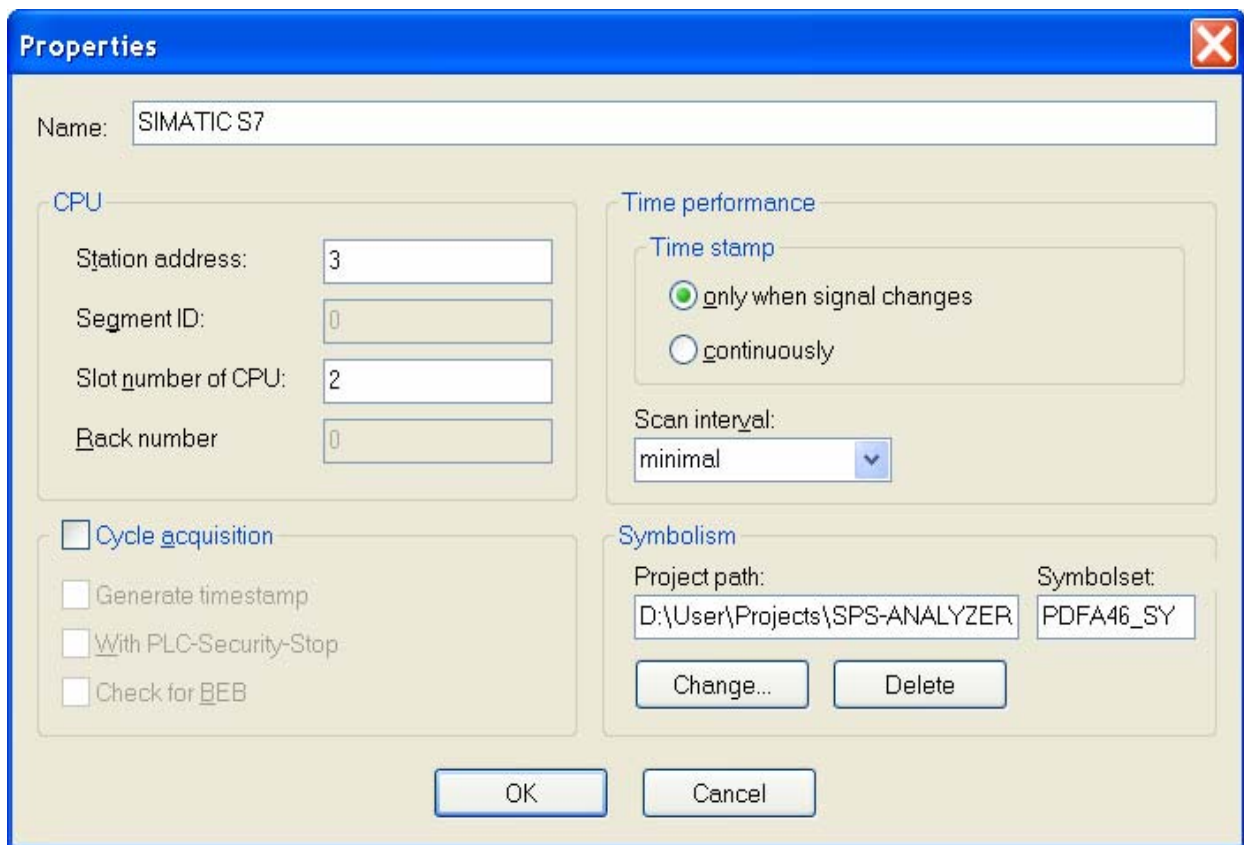 Properties
Name: SIMATIC S7
CPU
Station address: 3
Segment ID: 0
Slot number of CPU: 2
Rack number 0
Time performance
Time stamp
only when signal changes
continuously
Scan interval:
minimal
Cycle acquisition
Generate timestamp
With PLC-Security-Stop
Check for BEB
Symbolism
Project path: Symbolset:
D:\User\Projects\SPS-ANALYZER PDFA46_SY
Change... Delete
OK Cancel